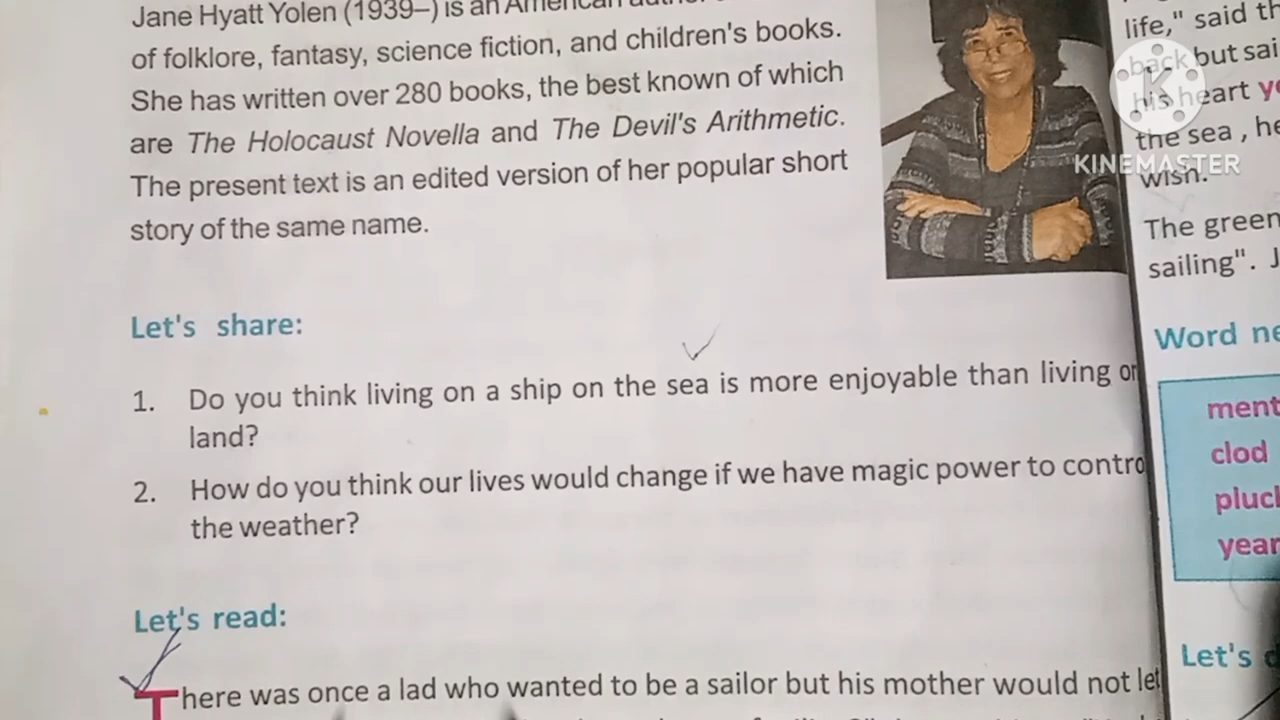 Jane Hyatt Yolen (1939–) is an American
of folklore, fantasy, science fiction, and children's books.
She has written over 280 books, the best known of which
are The Holocaust Novella and The Devil's Arithmetic.
The present text is an edited version of her popular short
story of the same name.
Let's share:
1. Do you think living on a ship on the sea is more enjoyable than living on
land?
2. How do you think our lives would change if we have magic power to contro
the weather?
Let's read:
There was once a lad who wanted to be a sailor but his mother would not let
life," said th
back but sai
his heart ye
the sea , he
wish.
The green
sailing". J
Word ne
ment
clod
pluck
year
Let's d
K
KINEMASTER